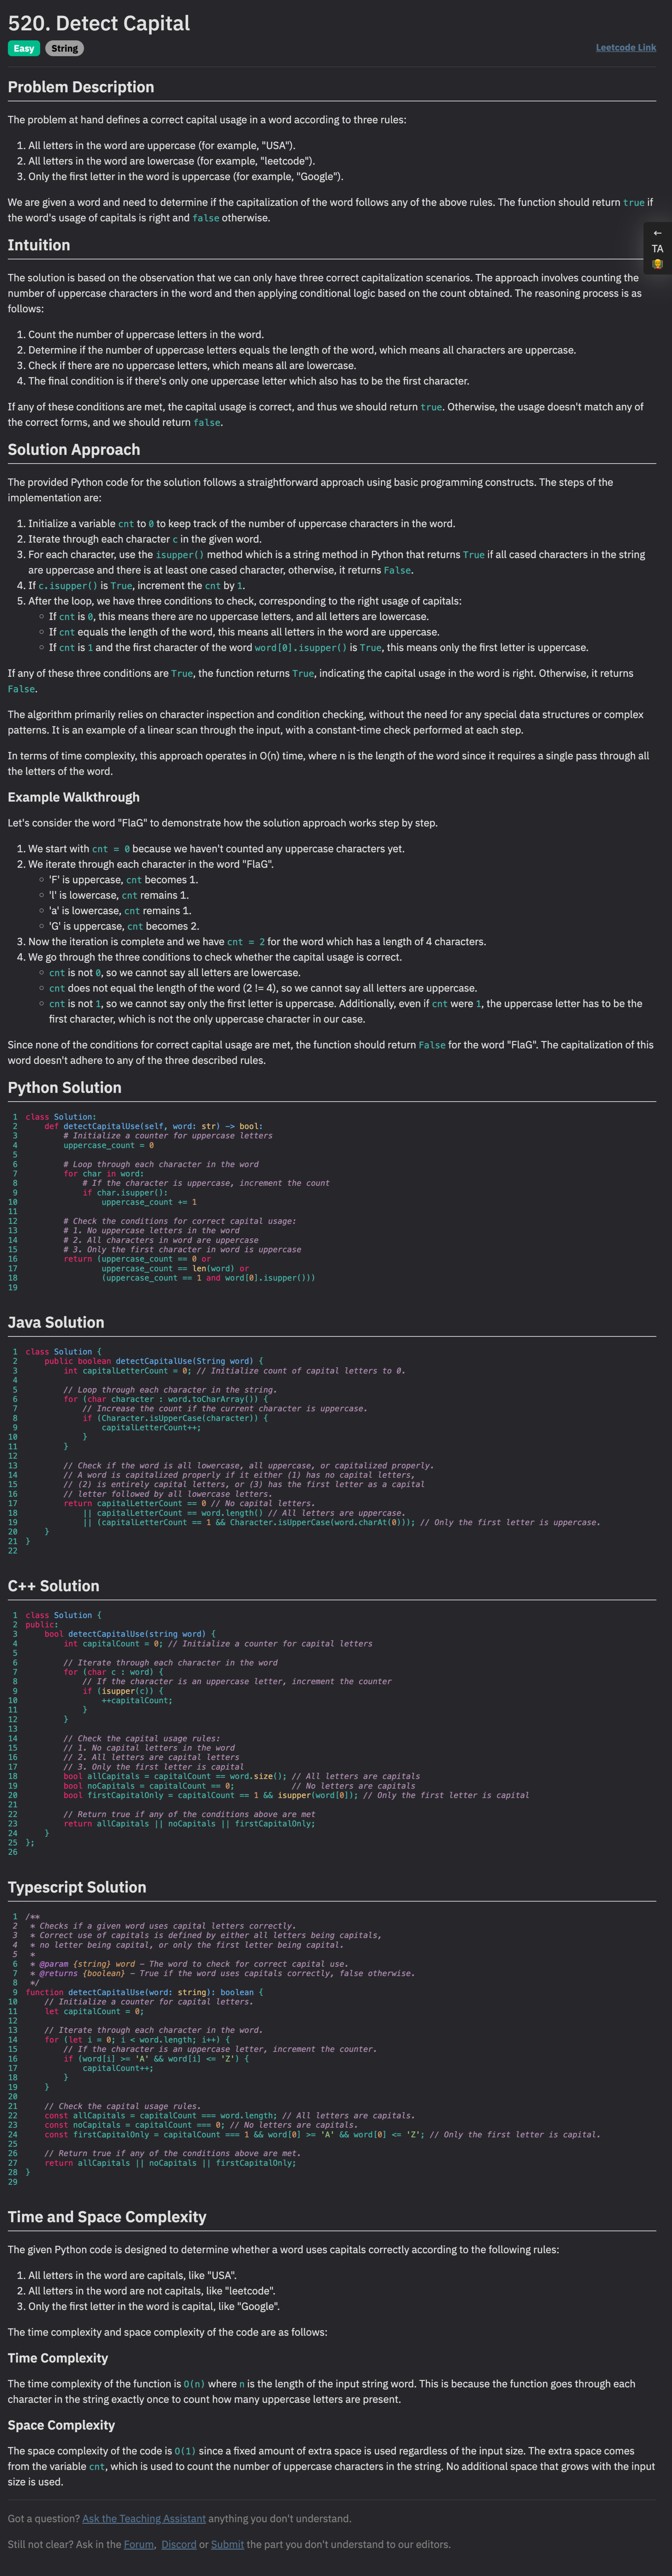 520. Detect Capital
Easy String Leetcode Link
Problem Description
The problem at hand defines a correct capital usage in a word according to three rules:
1. All letters in the word are uppercase (for example, "USA").
2. All letters in the word are lowercase (for example, "leetcode").
3. Only the first letter in the word is uppercase (for example, "Google").
We are given a word and need to determine if the capitalization of the word follows any of the above rules. The function should return true if
the word's usage of capitals is right and false otherwise.
←
TA
Intuition
The solution is based on the observation that we can only have three correct capitalization scenarios. The approach involves counting the
number of uppercase characters in the word and then applying conditional logic based on the count obtained. The reasoning process is as
follows:
1. Count the number of uppercase letters in the word.
2. Determine if the number of uppercase letters equals the length of the word, which means all characters are uppercase.
3. Check if there are no uppercase letters, which means all are lowercase.
4. The final condition is if there's only one uppercase letter which also has to be the first character.
If any of these conditions are met, the capital usage is correct, and thus we should return true. Otherwise, the usage doesn't match any of
the correct forms, and we should return false.
Solution Approach
The provided Python code for the solution follows a straightforward approach using basic programming constructs. The steps of the
implementation are:
1. Initialize a variable cnt to 0 to keep track of the number of uppercase characters in the word.
2. Iterate through each character c in the given word.
3. For each character, use the isupper() method which is a string method in Python that returns True if all cased characters in the string
are uppercase and there is at least one cased character, otherwise, it returns False.
4. If c.isupper() is True, increment the cnt by 1.
5. After the loop, we have three conditions to check, corresponding to the right usage of capitals:
○ If cnt is 0, this means there are no uppercase letters, and all letters are lowercase.
○ If cnt equals the length of the word, this means all letters in the word are uppercase.
○ If cnt is 1 and the first character of the word word[0].isupper() is True, this means only the first letter is uppercase.
If any of these three conditions are True, the function returns True, indicating the capital usage in the word is right. Otherwise, it returns
False.
The algorithm primarily relies on character inspection and condition checking, without the need for any special data structures or complex
patterns. It is an example of a linear scan through the input, with a constant-time check performed at each step.
In terms of time complexity, this approach operates in O(n) time, where n is the length of the word since it requires a single pass through all
the letters of the word.
Example Walkthrough
Let's consider the word "FlaG" to demonstrate how the solution approach works step by step.
1. We start with cnt = 0 because we haven't counted any uppercase characters yet.
2. We iterate through each character in the word "FlaG".
○ 'F' is uppercase, cnt becomes 1.
○ 'l' is lowercase, cnt remains 1.
○ 'a' is lowercase, cnt remains 1.
○ 'G' is uppercase, cnt becomes 2.
3. Now the iteration is complete and we have cnt = 2 for the word which has a length of 4 characters.
4. We go through the three conditions to check whether the capital usage is correct.
○ cnt is not 0, so we cannot say all letters are lowercase.
○ cnt does not equal the length of the word (2 != 4), so we cannot say all letters are uppercase.
○ cnt is not 1, so we cannot say only the first letter is uppercase. Additionally, even if cnt were 1, the uppercase letter has to be the
first character, which is not the only uppercase character in our case.
Since none of the conditions for correct capital usage are met, the function should return False for the word "FlaG". The capitalization of this
word doesn't adhere to any of the three described rules.
Python Solution
1 class Solution:
2     def detectCapitalUse(self, word: str) -> bool:
3         # Initialize a counter for uppercase letters
4         uppercase_count = 0
5
6         # Loop through each character in the word
7         for char in word:
8             # If the character is uppercase, increment the count
9             if char.isupper():
10                 uppercase_count += 1
11
12         # Check the conditions for correct capital usage:
13         # 1. No uppercase letters in the word
14         # 2. All characters in word are uppercase
15         # 3. Only the first character in word is uppercase
16         return (uppercase_count == 0 or
17                 uppercase_count == len(word) or
18                 (uppercase_count == 1 and word[0].isupper()))
19
Java Solution
1 class Solution {
2     public boolean detectCapitalUse(String word) {
3         int capitalLetterCount = 0; // Initialize count of capital letters to 0.
4
5         // Loop through each character in the string.
6         for (char character : word.toCharArray()) {
7             // Increase the count if the current character is uppercase.
8             if (Character.isUpperCase(character)) {
9                 capitalLetterCount++;
10             }
11         }
12
13         // Check if the word is all lowercase, all uppercase, or capitalized properly.
14         // A word is capitalized properly if it either (1) has no capital letters,
15         // (2) is entirely capital letters, or (3) has the first letter as a capital
16         // letter followed by all lowercase letters.
17         return capitalLetterCount == 0 // No capital letters.
18             || capitalLetterCount == word.length() // All letters are uppercase.
19             || (capitalLetterCount == 1 && Character.isUpperCase(word.charAt(0))); // Only the first letter is uppercase.
20     }
21 }
22
C++ Solution
1 class Solution {
2 public:
3     bool detectCapitalUse(string word) {
4         int capitalCount = 0; // Initialize a counter for capital letters
5
6         // Iterate through each character in the word
7         for (char c : word) {
8             // If the character is an uppercase letter, increment the counter
9             if (isupper(c)) {
10                 ++capitalCount;
11             }
12         }
13
14         // Check the capital usage rules:
15         // 1. No capital letters in the word
16         // 2. All letters are capital letters
17         // 3. Only the first letter is capital
18         bool allCapitals = capitalCount == word.size(); // All letters are capitals
19         bool noCapitals = capitalCount == 0;            // No letters are capitals
20         bool firstCapitalOnly = capitalCount == 1 && isupper(word[0]); // Only the first letter is capital
21
22         // Return true if any of the conditions above are met
23         return allCapitals || noCapitals || firstCapitalOnly;
24     }
25 };
26
Typescript Solution
1 /**
2  * Checks if a given word uses capital letters correctly.
3  * Correct use of capitals is defined by either all letters being capitals,
4  * no letter being capital, or only the first letter being capital.
5  *
6  * @param {string} word - The word to check for correct capital use.
7  * @returns {boolean} - True if the word uses capitals correctly, false otherwise.
8  */
9 function detectCapitalUse(word: string): boolean {
10     // Initialize a counter for capital letters.
11     let capitalCount = 0;
12
13     // Iterate through each character in the word.
14     for (let i = 0; i < word.length; i++) {
15         // If the character is an uppercase letter, increment the counter.
16         if (word[i] >= 'A' && word[i] <= 'Z') {
17             capitalCount++;
18         }
19     }
20
21     // Check the capital usage rules.
22     const allCapitals = capitalCount === word.length; // All letters are capitals.
23     const noCapitals = capitalCount === 0; // No letters are capitals.
24     const firstCapitalOnly = capitalCount === 1 && word[0] >= 'A' && word[0] <= 'Z'; // Only the first letter is capital.
25
26     // Return true if any of the conditions above are met.
27     return allCapitals || noCapitals || firstCapitalOnly;
28 }
29
Time and Space Complexity
The given Python code is designed to determine whether a word uses capitals correctly according to the following rules:
1. All letters in the word are capitals, like "USA".
2. All letters in the word are not capitals, like "leetcode".
3. Only the first letter in the word is capital, like "Google".
The time complexity and space complexity of the code are as follows:
Time Complexity
The time complexity of the function is O(n) where n is the length of the input string word. This is because the function goes through each
character in the string exactly once to count how many uppercase letters are present.
Space Complexity
The space complexity of the code is O(1) since a fixed amount of extra space is used regardless of the input size. The extra space comes
from the variable cnt, which is used to count the number of uppercase characters in the string. No additional space that grows with the input
size is used.
Got a question? Ask the Teaching Assistant anything you don't understand.
Still not clear? Ask in the Forum, Discord or Submit the part you don't understand to our editors.